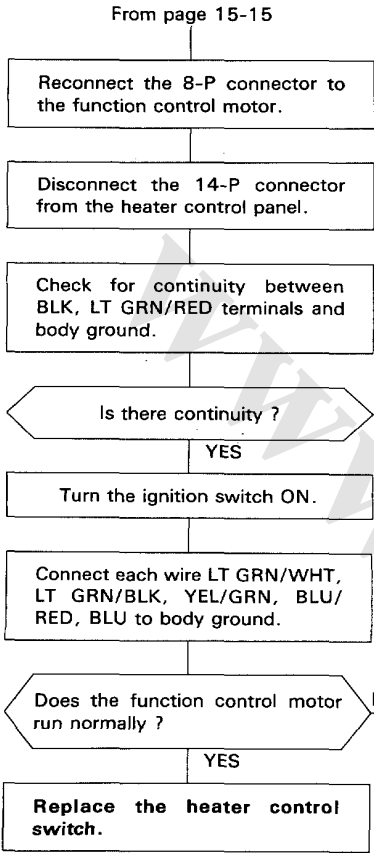 From page 15-15
Reconnect the 8-P connector to
the function control motor.
Disconnect the 14-P connector
from the heater control panel.
Check for continuity between
BLK, LT GRN/RED terminals and
body ground.
Is there continuity ?
YES
Turn the ignition switch ON.
Connect each wire LT GRN/WHT,
LT GRN/BLK, YEL/GRN, BLU/
RED, BLU to body ground.
Does the function control motor
run normally ?
YES
Replace the heater control
switch.